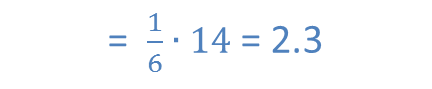 = 1/6 · 14 = 2.3